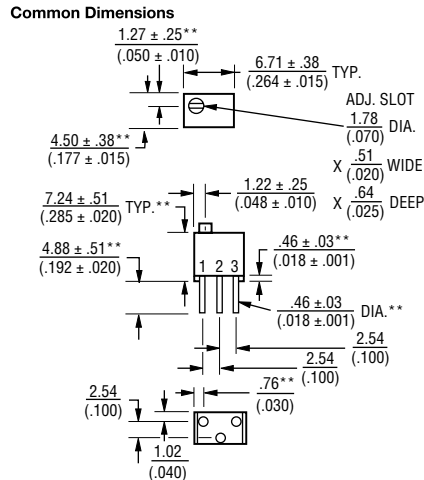 Common Dimensions
1.27 ± .25**
(.050 ± .010)
6.71 ± .38 TYP.
(.264 ± .015)
ADJ. SLOT
1.78 DIA.
(.070)
4.50 ± .38**
(.177 ± .015)
X .51 WIDE
(.020)
1.22 ± .25
(.048 ± .010)
X .64 DEEP
(.025)
7.24 ± .51 TYP.**
(.285 ± .020)
4.88 ± .51**
(.192 ± .020)
.46 ± .03**
(.018 ± .001)
1 2 3
.46 ±.03 DIA.**
(.018 ±.001)
2.54
(.100)
2.54
(.100)
2.54
(.100)
.76**
(.030)
1.02
(.040)